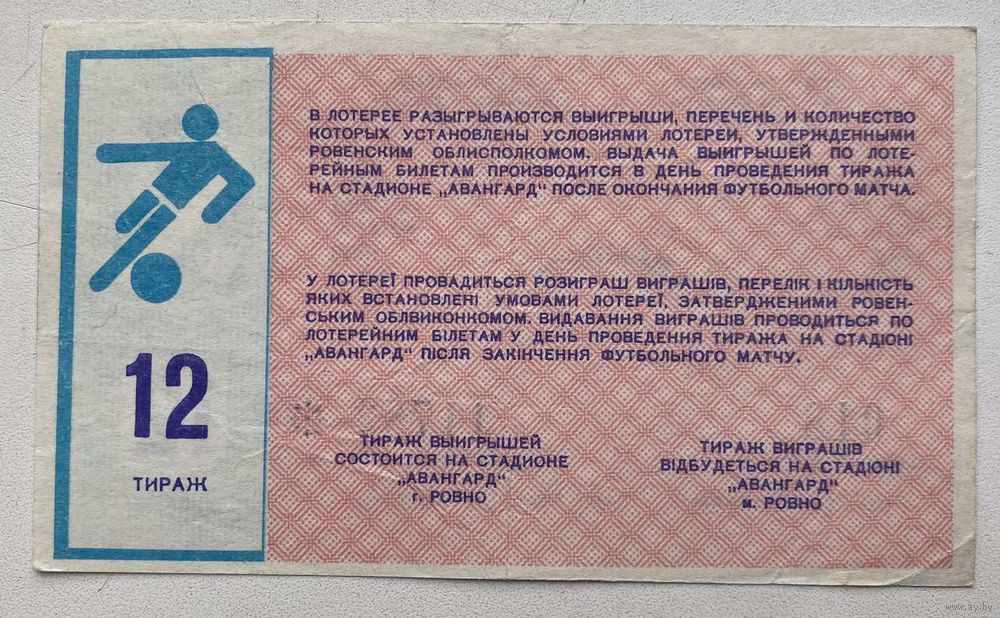 В ЛОТЕРЕЕ РАЗЫГРЫВАЮТСЯ ВЫИГРЫШИ, ПЕРЕЧЕНЬ И КОЛИЧЕСТВО
КОТОРЫХ УСТАНОВЛЕНЫ УСЛОВИЯМИ ЛОТЕРЕИ, УТВЕРЖДЕННЫМИ
РОВЕНСКИМ ОБЛИСПОЛКОМОМ. ВЫДАЧА ВЫИГРЫШЕЙ ПО ЛОТЕ-
РЕЙНЫМ БИЛЕТАМ ПРОИЗВОДИТСЯ В ДЕНЬ ПРОВЕДЕНИЯ ТИРАЖА
НА СТАДИОНЕ „АВАНГАРД" ПОСЛЕ ОКОНЧАНИЯ ФУТБОЛЬНОГО МАТЧА.
У ЛОТЕРЕЇ ПРОВАДИТЬСЯ РОЗИГРАШ ВИГРАШІВ, ПЕРЕЛІК І КІЛЬКІСТЬ
ЯКИХ ВСТАНОВЛЕНІ УМОВАМИ ЛОТЕРЕЇ, ЗАТВЕРДЖЕНИМИ РОВЕН-
СЬКИМ ОБЛВИКОНКОМОМ. ВИДАВАННЯ ВИГРАШІВ ПРОВОДИТЬСЯ ПО
ЛОТЕРЕЙНИМ БІЛЕТАМ У ДЕНЬ ПРОВЕДЕННЯ ТИРАЖА НА СТАДІОНІ
„АВАНГАРД" ПІСЛЯ ЗАКІНЧЕННЯ ФУТБОЛЬНОГО МАТЧУ.
12
ТИРАЖ
ТИРАЖ ВЫИГРЫШЕЙ
СОСТОИТСЯ НА СТАДИОНЕ
„АВАНГАРД"
г. РОВНО
ТИРАЖ ВИГРАШІВ
ВІДБУДЕТЬСЯ НА СТАДІОНІ
„АВАНГАРД"
м. РОВНО
www.ay.by